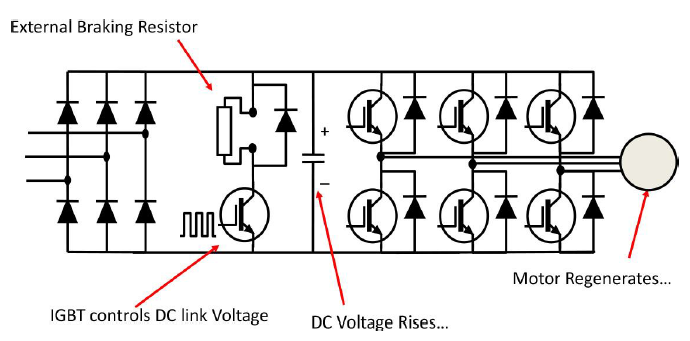 External Braking Resistor
+
–
Motor Regenerates...
IGBT controls DC link Voltage
DC Voltage Rises...